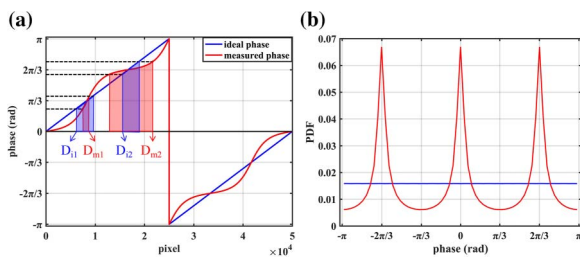 (a)
π
2π/3
π/3
0
-π/3
-2π/3
-π
phase (rad)
ideal phase
measured phase
D_i1 D_m1 D_i2 D_m2
0 1 2 3 4 5
pixel
×10⁴
(b)
0.07
0.06
0.05
0.04
0.03
0.02
0.01
0
PDF
-π -2π/3 -π/3 0 π/3 2π/3 π
phase (rad)